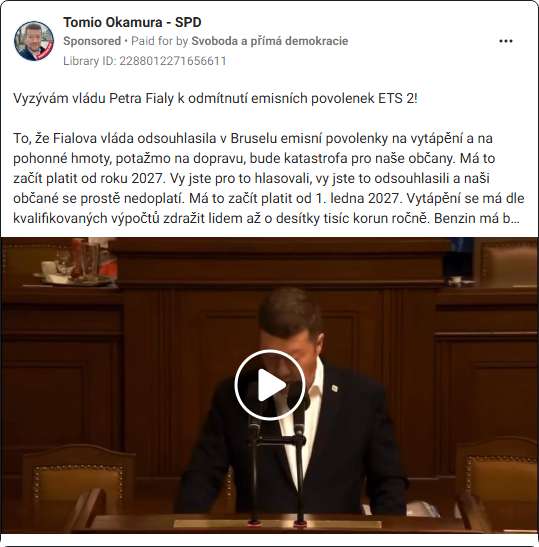 Tomio Okamura - SPD
Sponsored • Paid for by Svoboda a přímá demokracie
Library ID: 2288012271656611
Vyzývám vládu Petra Fialy k odmítnutí emisních povolenek ETS 2!
To, že Fialova vláda odsouhlasila v Bruselu emisní povolenky na vytápění a na
pohonné hmoty, potažmo na dopravu, bude katastrofa pro naše občany. Má to
začít platit od roku 2027. Vy jste pro to hlasovali, vy jste to odsouhlasili a naši
občané se prostě nedoplatí. Má to začít platit od 1. ledna 2027. Vytápění se má dle
kvalifikovaných výpočtů zdražit lidem až o desítky tisíc korun ročně. Benzin má b...